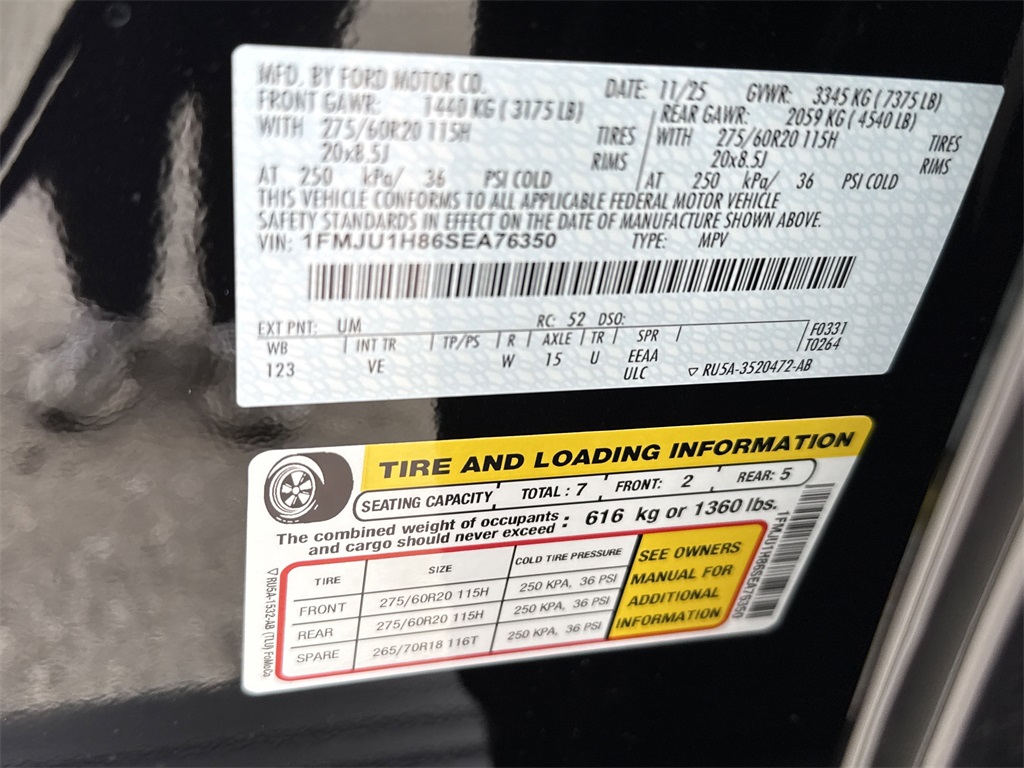 MFD. BY FORD MOTOR CO. DATE: 11/25 GVWR: 3345 KG ( 7375 LB)
FRONT GAWR: 1440 KG ( 3175 LB) REAR GAWR: 2059 KG ( 4540 LB)
WITH 275/60R20 115H TIRES WITH 275/60R20 115H TIRES
20x8.5J RIMS 20x8.5J RIMS
AT 250 kPa/ 36 PSI COLD AT 250 kPa/ 36 PSI COLD
THIS VEHICLE CONFORMS TO ALL APPLICABLE FEDERAL MOTOR VEHICLE
SAFETY STANDARDS IN EFFECT ON THE DATE OF MANUFACTURE SHOWN ABOVE.
VIN: 1FMJU1H86SEA76350 TYPE: MPV
EXT PNT: UM RC: 52 DSO:
WB INT TR TP/PS R AXLE TR SPR F0331
123 VE W 15 U EEAA T0264
ULC ▽ RU5A-3520472-AB
TIRE AND LOADING INFORMATION
SEATING CAPACITY TOTAL : 7 FRONT: 2 REAR: 5
The combined weight of occupants and cargo should never exceed : 616 kg or 1360 lbs.
TIRE SIZE COLD TIRE PRESSURE
FRONT 275/60R20 115H 250 KPA, 36 PSI
REAR 275/60R20 115H 250 KPA, 36 PSI
SPARE 265/70R18 116T 250 KPA, 36 PSI
SEE OWNERS
MANUAL FOR
ADDITIONAL
INFORMATION
1FMJU1H86SEA76350
▽ RU5A-1532-AB (TLU) FoMoCo